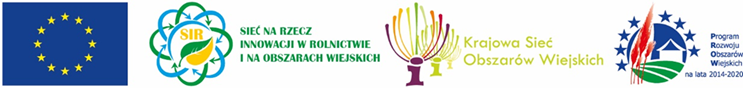 SIR
SIEĆ NA RZECZ
INNOWACJI W ROLNICTWIE
I NA OBSZARACH WIEJSKICH
Krajowa Sieć
Obszarów Wiejskich
Program
Rozwoju
Obszarów
Wiejskich
na lata 2014-2020